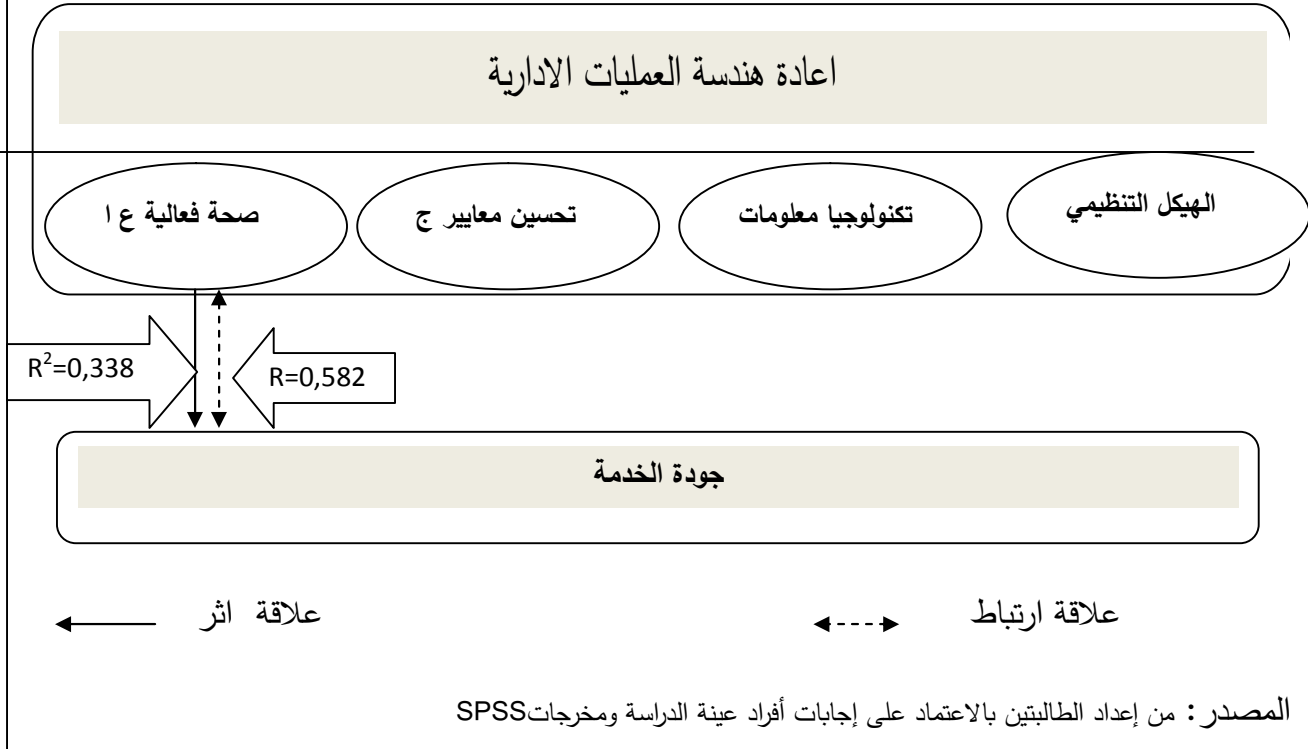 اعادة هندسة العمليات الادارية
الهيكل التنظيمي
تكنولوجيا معلومات
تحسين معايير ج
صحة فعالية ع ا
R²=0,338
R=0,582
جودة الخدمة
علاقة ارتباط
علاقة اثر
المصدر : من إعداد الطالبتين بالاعتماد على إجابات أفراد عينة الدراسة ومخرجاتSPSS